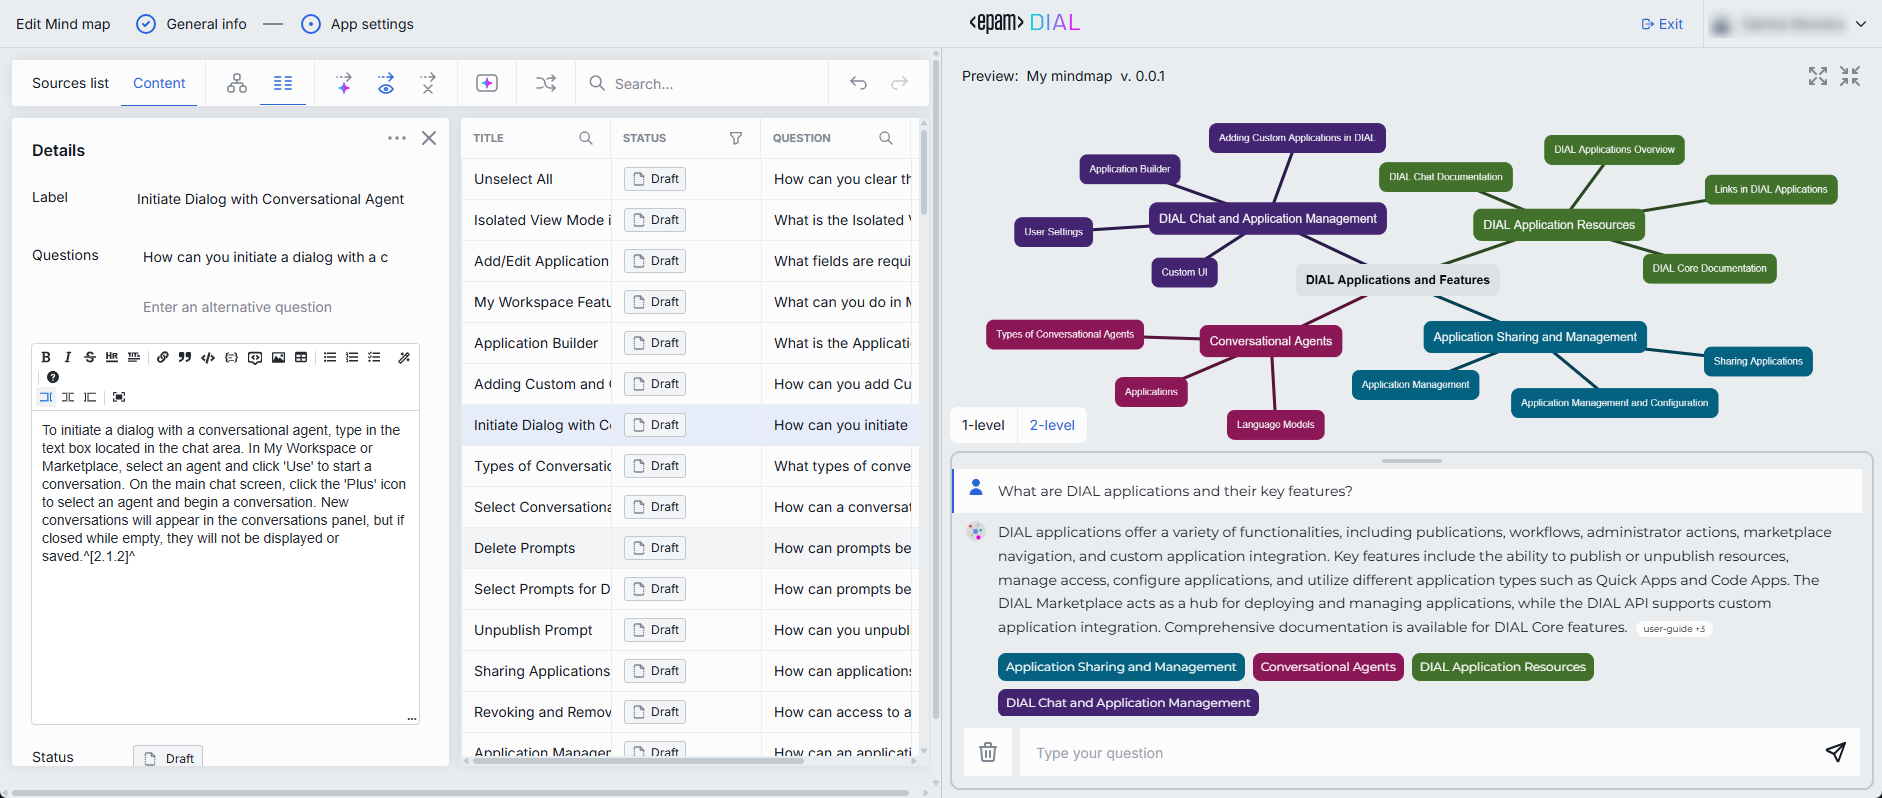 Edit Mind map
General info
App settings
<epam> DIAL
Exit
Sources list
Content
Search...
Details
Label
Initiate Dialog with Conversational Agent
Questions
How can you initiate a dialog with a c
Enter an alternative question
To initiate a dialog with a conversational agent, type in the
text box located in the chat area. In My Workspace or
Marketplace, select an agent and click 'Use' to start a
conversation. On the main chat screen, click the 'Plus' icon
to select an agent and begin a conversation. New
conversations will appear in the conversations panel, but if
closed while empty, they will not be displayed or
saved.^[2.1.2]^
Status
Draft
TITLE STATUS QUESTION
Unselect All Draft How can you clear th
Isolated View Mode i Draft What is the Isolated V
Add/Edit Application Draft What fields are requi
My Workspace Featu Draft What can you do in M
Application Builder Draft What is the Applicati
Adding Custom and Draft How can you add Cu
Initiate Dialog with Co Draft How can you initiate
Types of Conversatio Draft What types of conve
Select Conversationa Draft How can a conversat
Delete Prompts Draft How can prompts be
Select Prompts for D Draft How can prompts be
Unpublish Prompt Draft How can you unpubl
Sharing Applications Draft How can applications
Revoking and Remov Draft How can access to a
Application Managen Draft How can an applicati
Preview: My mindmap v. 0.0.1
Adding Custom Applications in DIAL
Application Builder
DIAL Chat and Application Management
User Settings
Custom UI
DIAL Applications Overview
DIAL Chat Documentation
Links in DIAL Applications
DIAL Application Resources
DIAL Core Documentation
DIAL Applications and Features
Types of Conversational Agents
Conversational Agents
Applications
Language Models
Application Sharing and Management
Sharing Applications
Application Management
Application Management and Configuration
1-level
2-level
What are DIAL applications and their key features?
DIAL applications offer a variety of functionalities, including publications, workflows, administrator actions, marketplace
navigation, and custom application integration. Key features include the ability to publish or unpublish resources,
manage access, configure applications, and utilize different application types such as Quick Apps and Code Apps. The
DIAL Marketplace acts as a hub for deploying and managing applications, while the DIAL API supports custom
application integration. Comprehensive documentation is available for DIAL Core features. user-guide +3
Application Sharing and Management
Conversational Agents
DIAL Application Resources
DIAL Chat and Application Management
Type your question